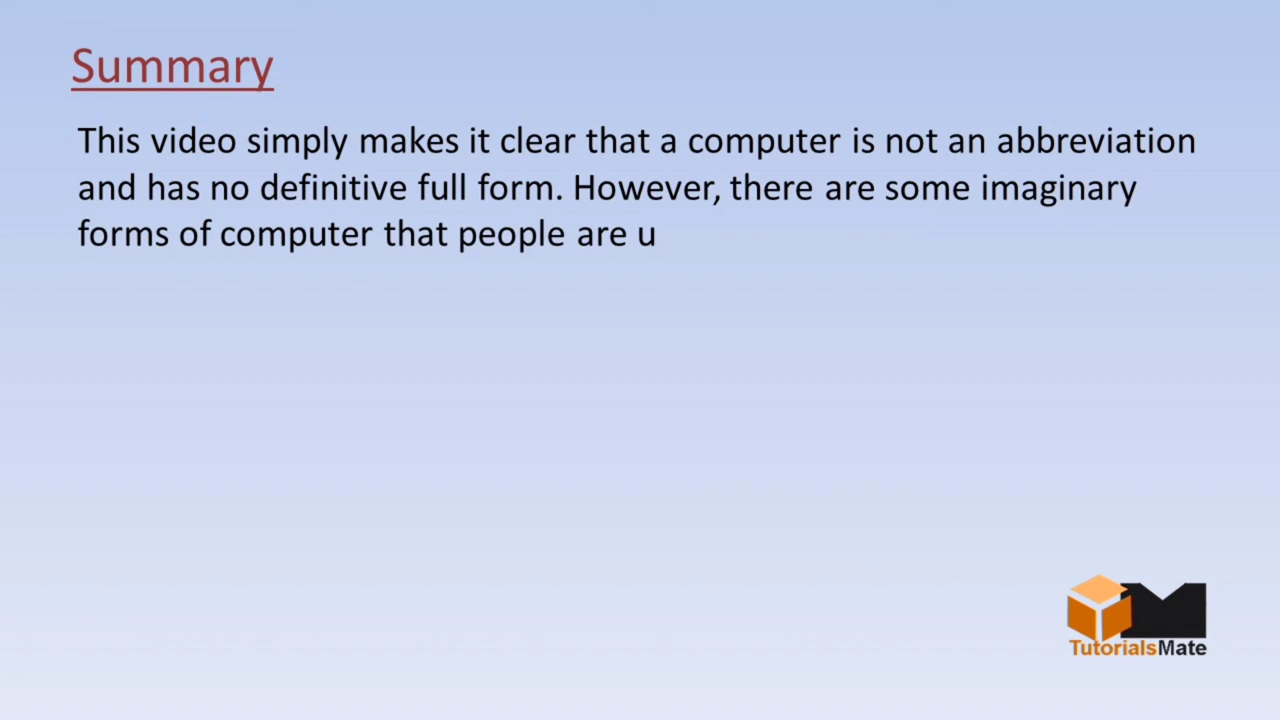 Summary
This video simply makes it clear that a computer is not an abbreviation
and has no definitive full form. However, there are some imaginary
forms of computer that people are u
TutorialsMate